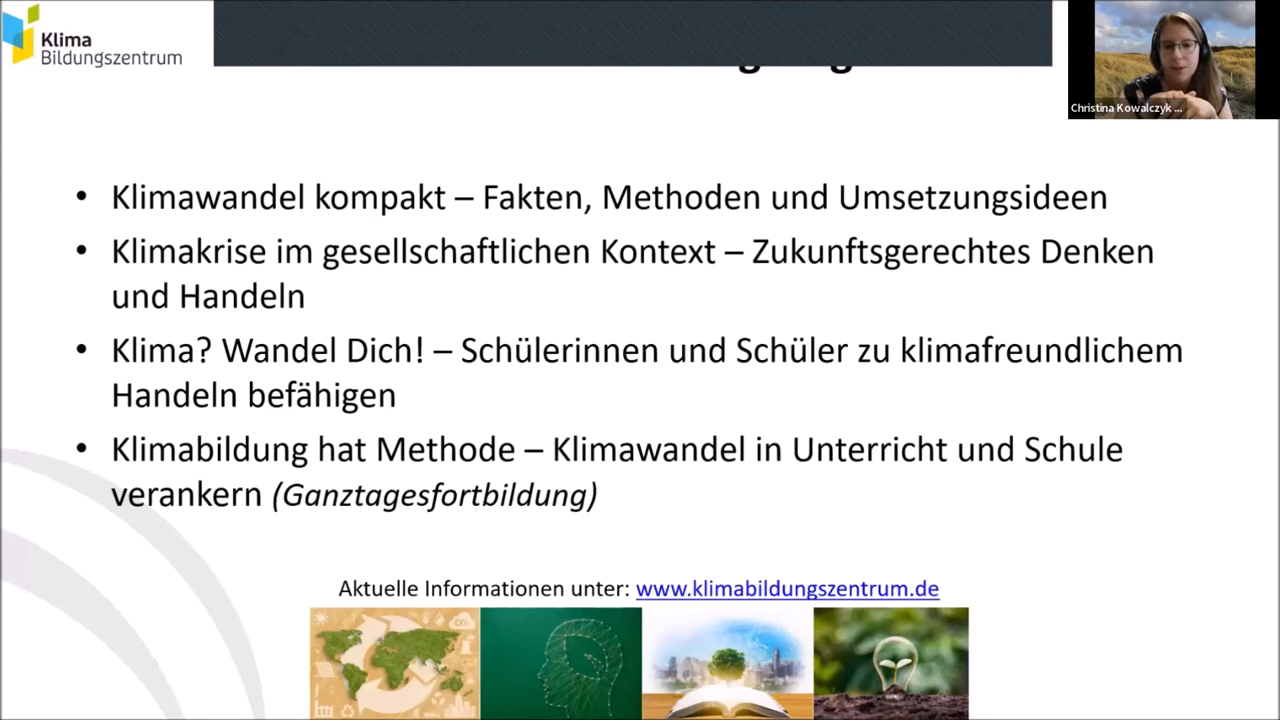 Klima
Bildungszentrum
Christina Kowalczyk ...
• Klimawandel kompakt – Fakten, Methoden und Umsetzungsideen
• Klimakrise im gesellschaftlichen Kontext – Zukunftsgerechtes Denken
und Handeln
• Klima? Wandel Dich! – Schülerinnen und Schüler zu klimafreundlichem
Handeln befähigen
• Klimabildung hat Methode – Klimawandel in Unterricht und Schule
verankern (Ganztagesfortbildung)
Aktuelle Informationen unter: www.klimabildungszentrum.de